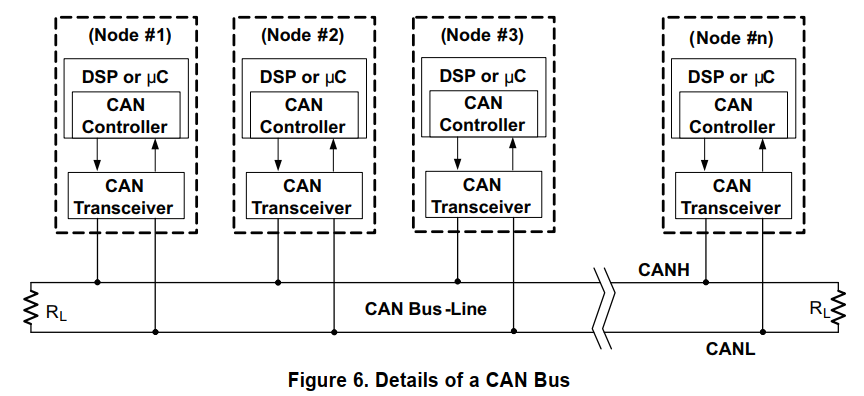 (Node #1)
DSP or µC
CAN
Controller
CAN
Transceiver
(Node #2)
DSP or µC
CAN
Controller
CAN
Transceiver
(Node #3)
DSP or µC
CAN
Controller
CAN
Transceiver
(Node #n)
DSP or µC
CAN
Controller
CAN
Transceiver
CANH
RL
CAN Bus-Line
RL
CANL
Figure 6. Details of a CAN Bus